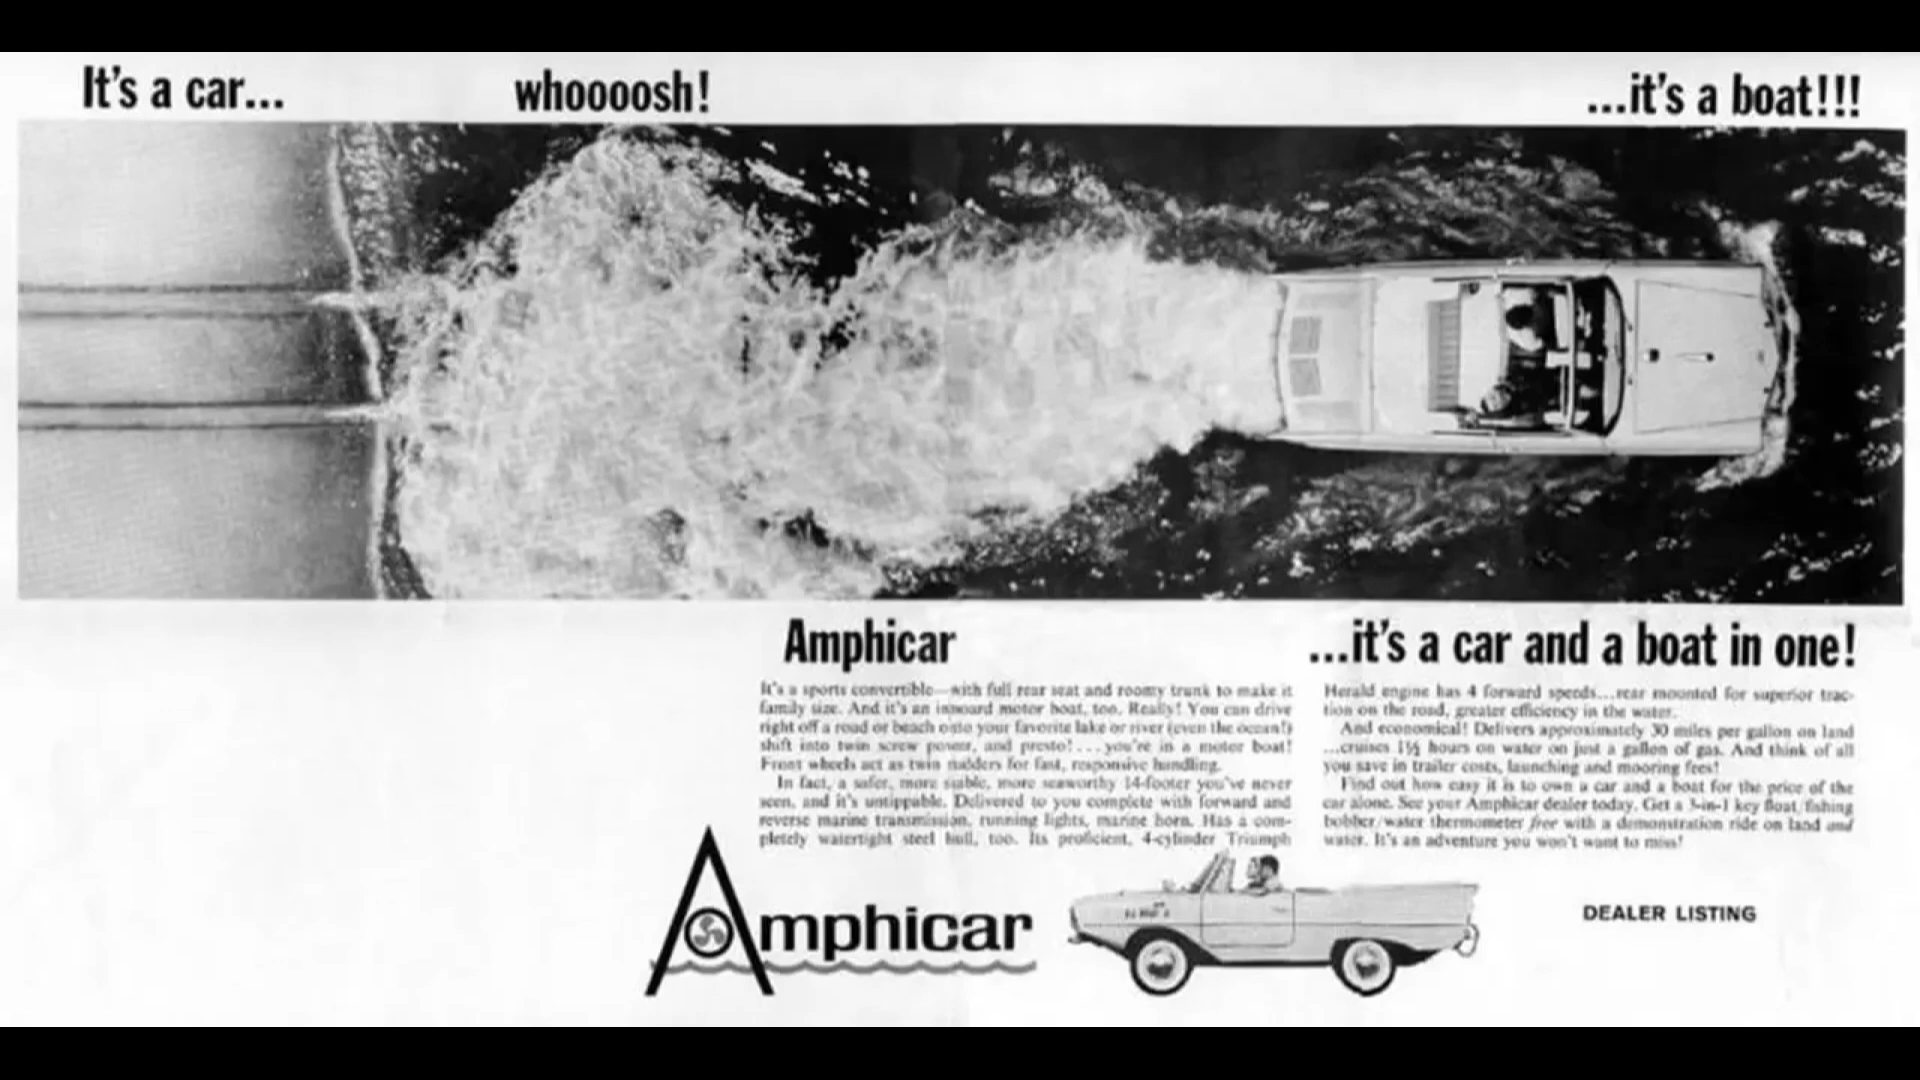 It's a car...
whoooosh!
...it's a boat!!!
Amphicar
...it's a car and a boat in one!
It's a sports convertible—with full rear seat and roomy trunk to make it
family size. And it's an inboard motor boat, too. Really! You can drive
right off a road or beach onto your favorite lake or river (even the ocean!)
shift into twin screw power, and presto! . . . you're in a motor boat!
Front wheels act as twin rudders for fast, responsive handling.
In fact, a safer, more stable, more seaworthy 14-footer you've never
seen, and it's untippable. Delivered to you complete with forward and
reverse marine transmission, running lights, marine horn. Has a com-
pletely watertight steel hull, too. Its proficient, 4-cylinder Triumph
Herald engine has 4 forward speeds...rear mounted for superior trac-
tion on the road, greater efficiency in the water.
And economical! Delivers approximately 30 miles per gallon on land
...cruises 1½ hours on water on just a gallon of gas. And think of all
you save in trailer costs, launching and mooring fees!
Find out how easy it is to own a car and a boat for the price of the
car alone. See your Amphicar dealer today. Get a 3-in-1 key float/fishing
bobber/water thermometer free with a demonstration ride on land and
water. It's an adventure you won't want to miss!
Amphicar
DEALER LISTING